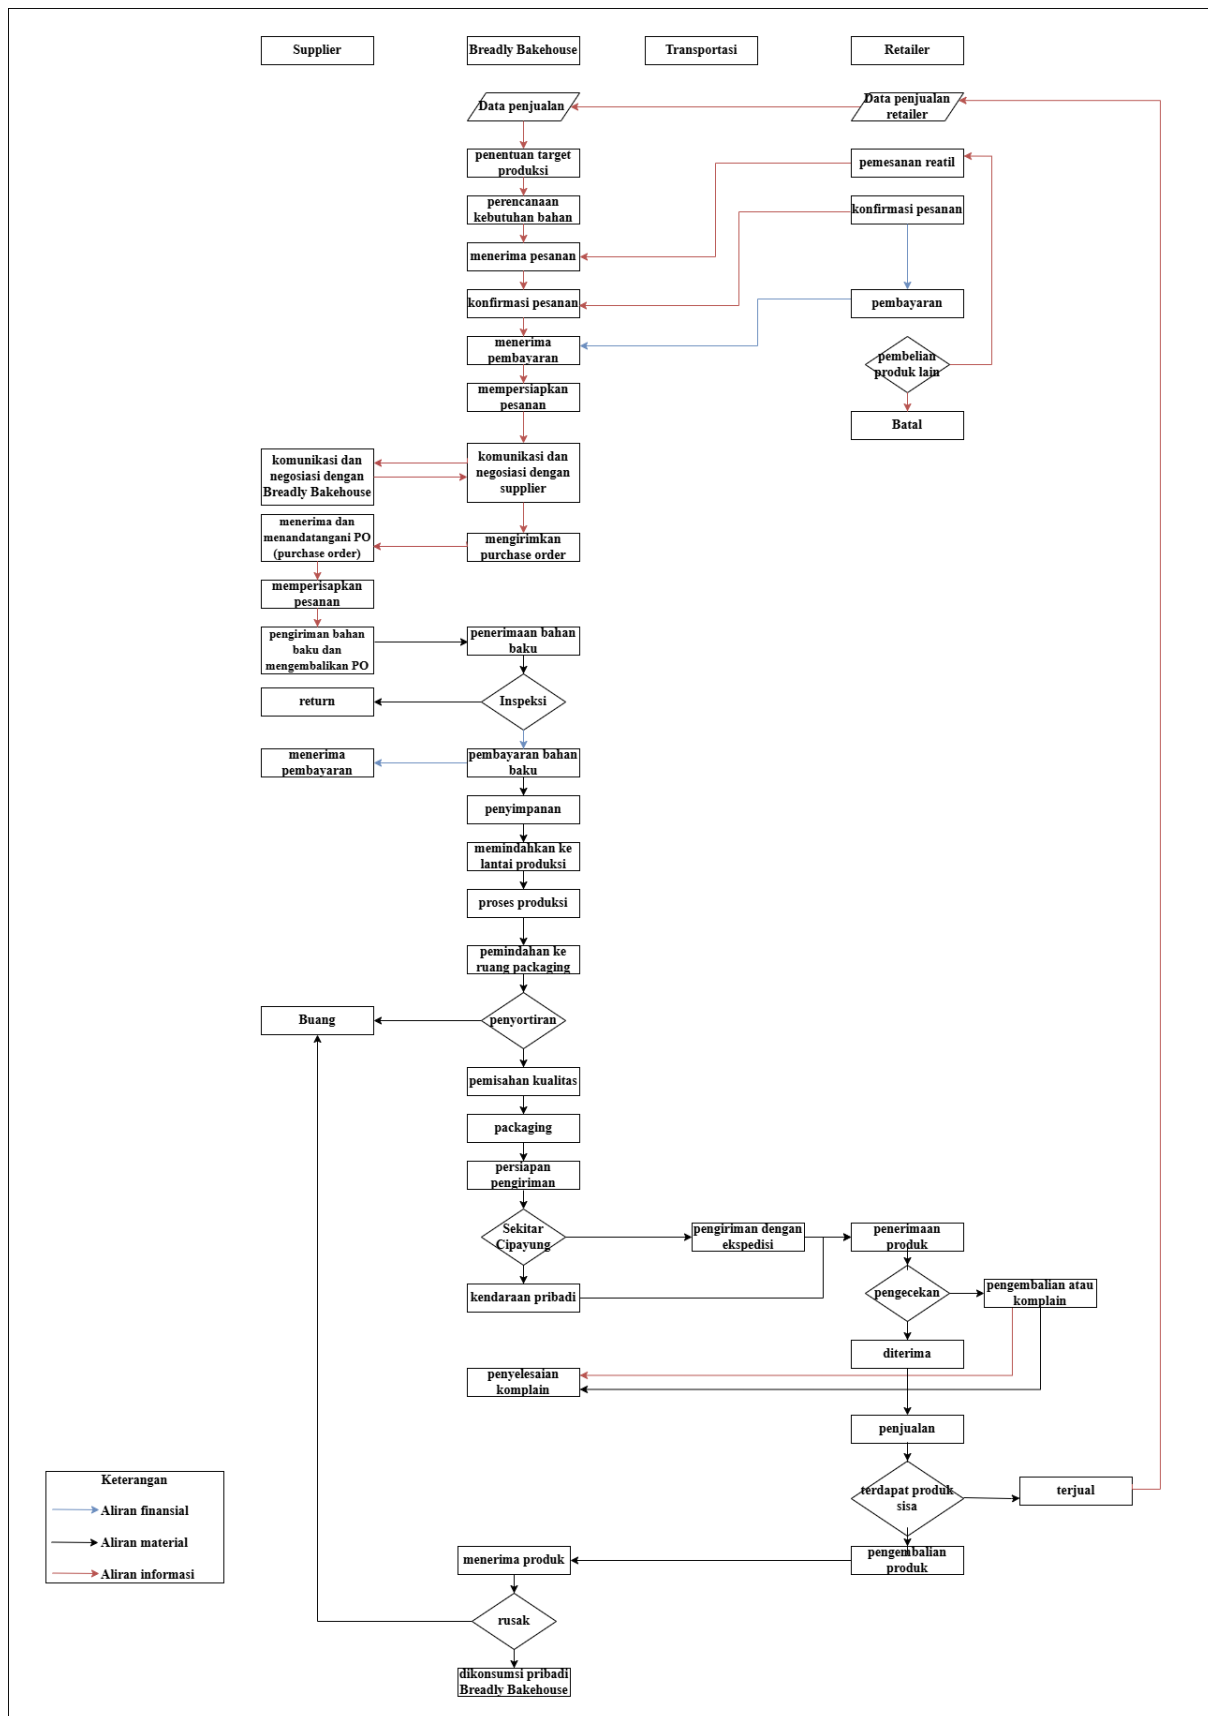 Supplier
Breadly Bakehouse
Transportasi
Retailer
Data penjualan
Data penjualan
retailer
penentuan target
produksi
pemesanan reatil
perencanaan
kebutuhan bahan
konfirmasi pesanan
menerima pesanan
konfirmasi pesanan
pembayaran
menerima
pembayaran
pembelian
produk lain
mempersiapkan
pesanan
Batal
komunikasi dan
negosiasi dengan
Breadly Bakehouse
komunikasi dan
negosiasi dengan
supplier
menerima dan
menandatangani PO
(purchase order)
mengirimkan
purchase order
memperisapkan
pesanan
pengiriman bahan
baku dan
mengembalikan PO
penerimaan bahan
baku
return
Inspeksi
menerima
pembayaran
pembayaran bahan
baku
penyimpanan
memindahkan ke
lantai produksi
proses produksi
pemindahan ke
ruang packaging
Buang
penyortiran
pemisahan kualitas
packaging
persiapan
pengiriman
Sekitar
Cipayung
pengiriman dengan
ekspedisi
penerimaan
produk
kendaraan pribadi
pengecekan
pengembalian atau
komplain
diterima
penyelesaian
komplain
penjualan
Keterangan
Aliran finansial
Aliran material
Aliran informasi
terdapat produk
sisa
terjual
menerima produk
pengembalian
produk
rusak
dikonsumsi pribadi
Breadly Bakehouse